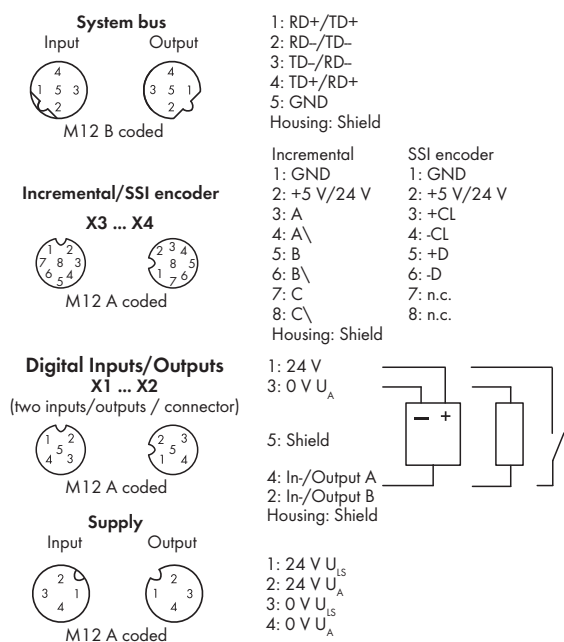 System bus
Input Output
4
1 5 3
2
4
3 5 1
2
M12 B coded
1: RD+/TD+
2: RD–/TD–
3: TD–/RD–
4: TD+/RD+
5: GND
Housing: Shield
Incremental/SSI encoder
X3 ... X4
1 2
7 8 3
6 5 4
2 3 4
8 5
1 7 6
M12 A coded
Incremental
1: GND
2: +5 V/24 V
3: A
4: A\
5: B
6: B\
7: C
8: C\
Housing: Shield
SSI encoder
1: GND
2: +5 V/24 V
3: +CL
4: -CL
5: +D
6: -D
7: n.c.
8: n.c.
Digital Inputs/Outputs
X1 ... X2
(two inputs/outputs / connector)
1 2
5
4 3
2 3
5
1 4
M12 A coded
1: 24 V
3: 0 V UA
5: Shield
4: In-/Output A
2: In-/Output B
Housing: Shield
– +
Supply
Input Output
2
3 1
4
2
1 3
4
M12 A coded
1: 24 V ULS
2: 24 V UA
3: 0 V ULS
4: 0 V UA